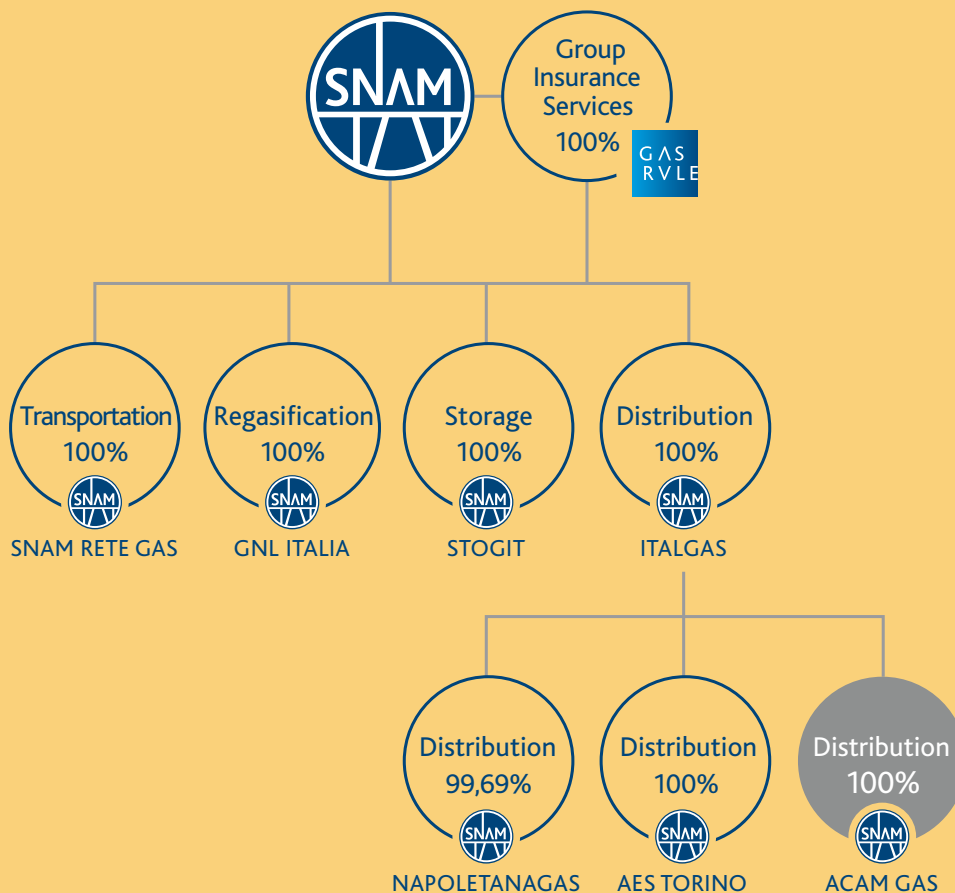 SNAM
Group
Insurance
Services
100%
GAS
RVLE
Transportation
100%
SNAM
SNAM RETE GAS
Regasification
100%
SNAM
GNL ITALIA
Storage
100%
SNAM
STOGIT
Distribution
100%
SNAM
ITALGAS
Distribution
99,69%
SNAM
NAPOLETANAGAS
Distribution
100%
SNAM
AES TORINO
Distribution
100%
SNAM
ACAM GAS